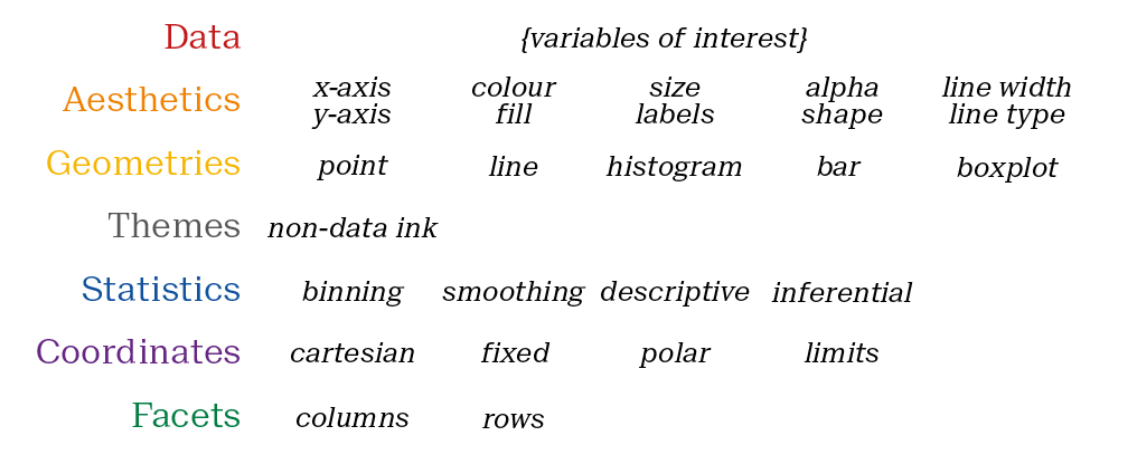 Data {variables of interest}
Aesthetics x-axis colour size alpha line width
y-axis fill labels shape line type
Geometries point line histogram bar boxplot
Themes non-data ink
Statistics binning smoothing descriptive inferential
Coordinates cartesian fixed polar limits
Facets columns rows